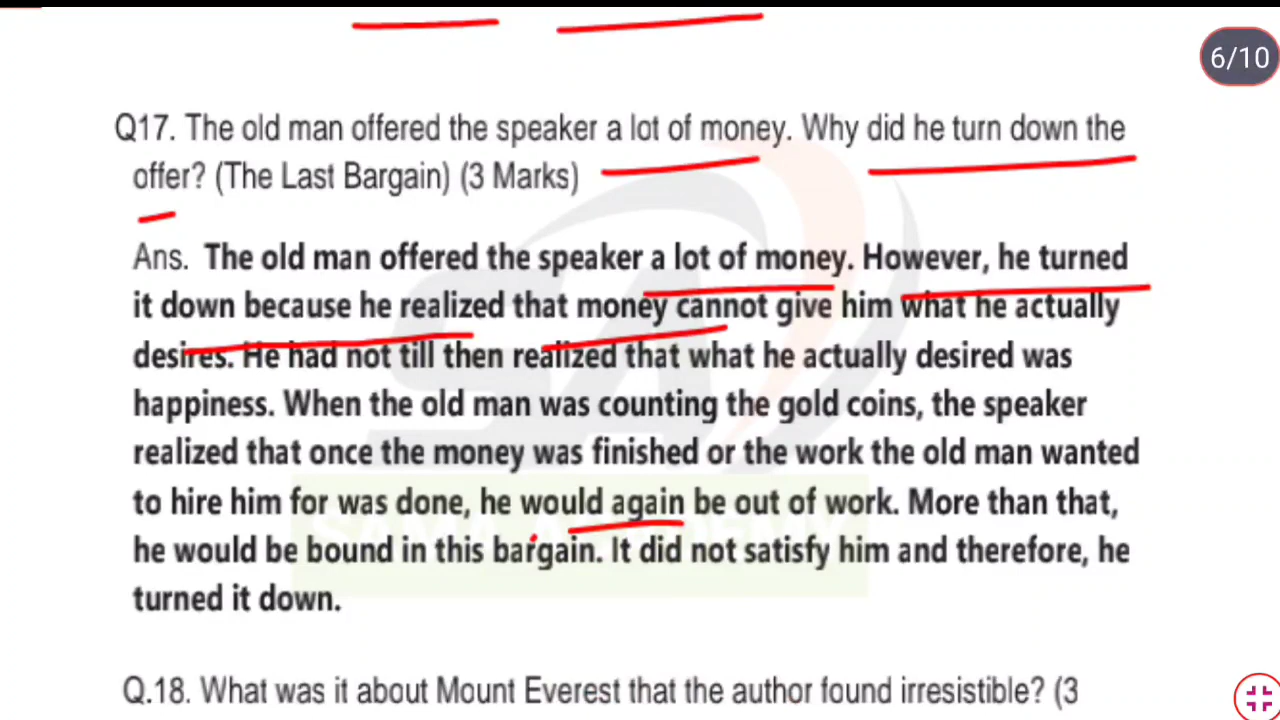 6/10
Q17. The old man offered the speaker a lot of money. Why did he turn down the
offer? (The Last Bargain) (3 Marks)
Ans. The old man offered the speaker a lot of money. However, he turned
it down because he realized that money cannot give him what he actually
desires. He had not till then realized that what he actually desired was
happiness. When the old man was counting the gold coins, the speaker
realized that once the money was finished or the work the old man wanted
to hire him for was done, he would again be out of work. More than that,
he would be bound in this bargain. It did not satisfy him and therefore, he
turned it down.
Q.18. What was it about Mount Everest that the author found irresistible? (3